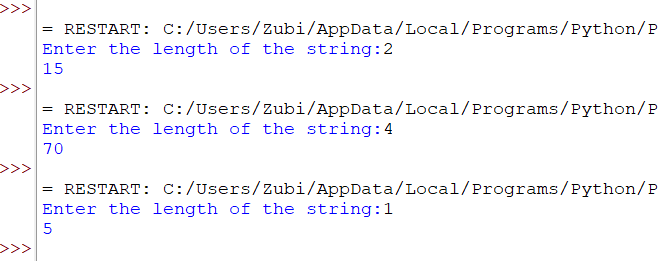 >>>
= RESTART: C:/Users/Zubi/AppData/Local/Programs/Python/P
Enter the length of the string:2
15
>>>
= RESTART: C:/Users/Zubi/AppData/Local/Programs/Python/P
Enter the length of the string:4
70
>>>
= RESTART: C:/Users/Zubi/AppData/Local/Programs/Python/P
Enter the length of the string:1
5
>>>